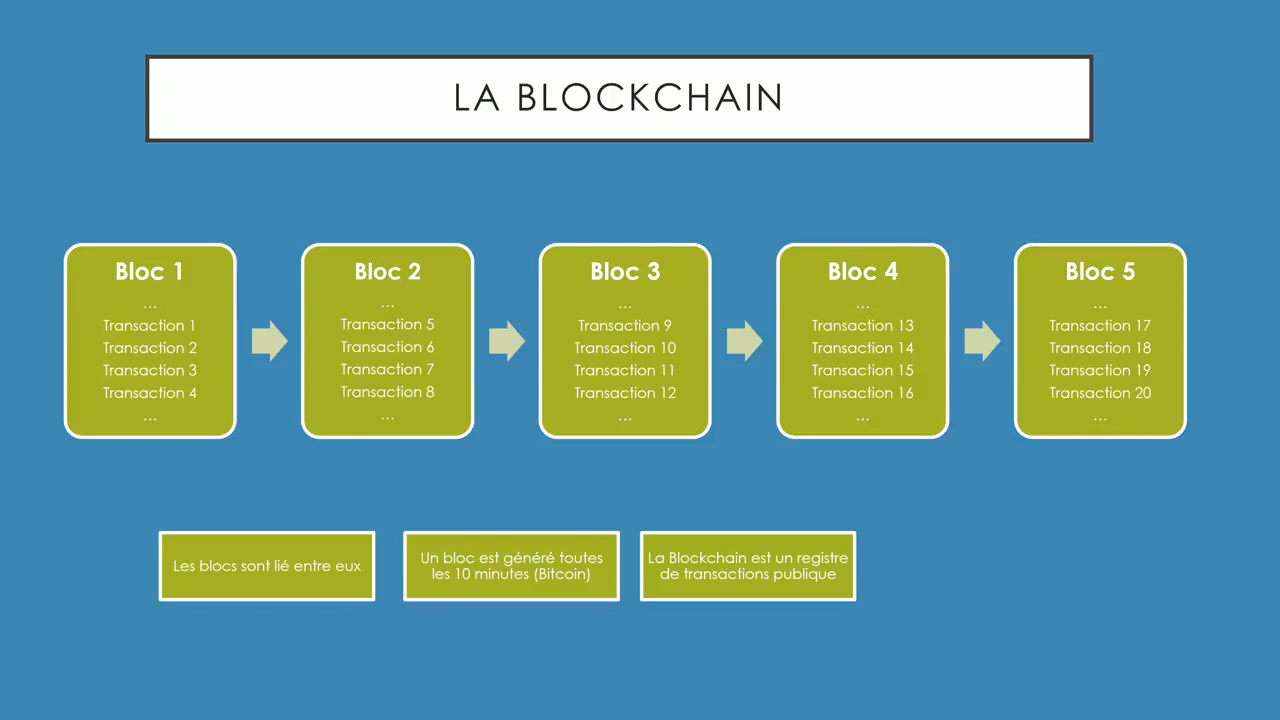 LA BLOCKCHAIN
Bloc 1
...
Transaction 1
Transaction 2
Transaction 3
Transaction 4
...
Bloc 2
...
Transaction 5
Transaction 6
Transaction 7
Transaction 8
...
Bloc 3
...
Transaction 9
Transaction 10
Transaction 11
Transaction 12
...
Bloc 4
...
Transaction 13
Transaction 14
Transaction 15
Transaction 16
...
Bloc 5
...
Transaction 17
Transaction 18
Transaction 19
Transaction 20
...
Les blocs sont lié entre eux
Un bloc est généré toutes
les 10 minutes (Bitcoin)
La Blockchain est un registre
de transactions publique